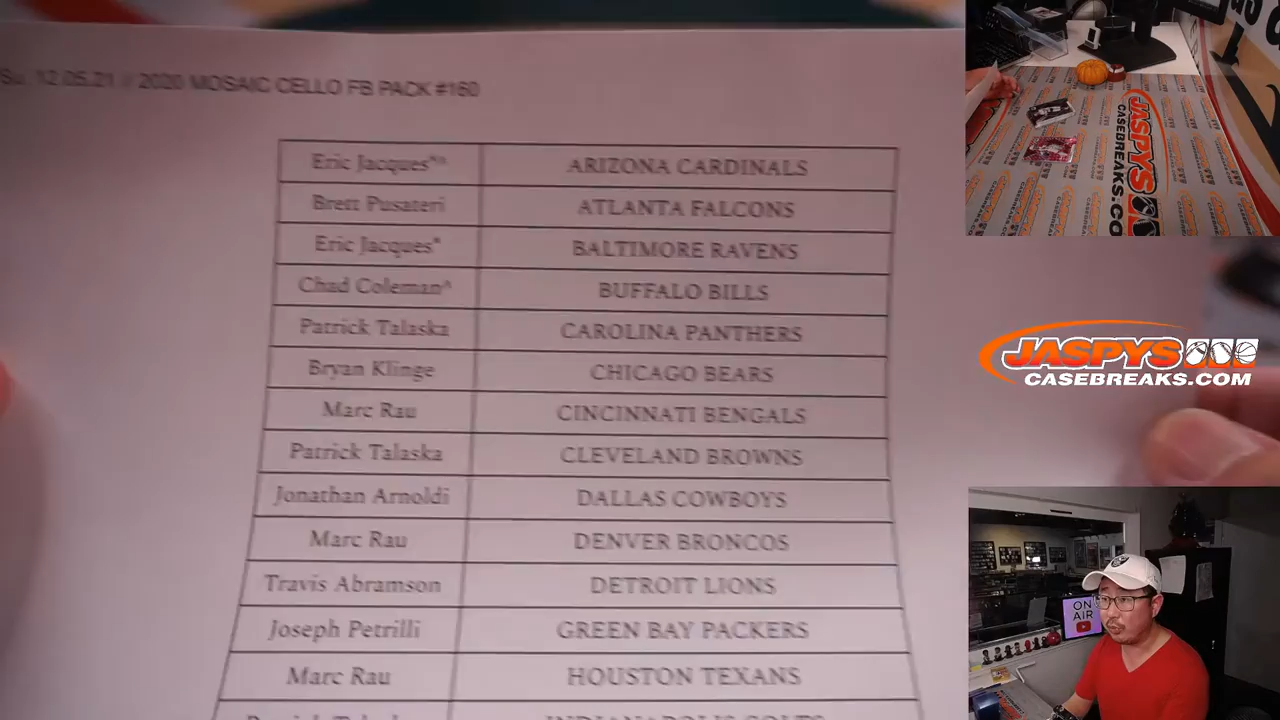 Su. 12.05.21 // 2020 MOSAIC CELLO FB PACK #160
Eric Jacques*^ ARIZONA CARDINALS
Brett Pusateri ATLANTA FALCONS
Eric Jacques* BALTIMORE RAVENS
Chad Coleman^ BUFFALO BILLS
Patrick Talaska CAROLINA PANTHERS
Bryan Klinge CHICAGO BEARS
Marc Rau CINCINNATI BENGALS
Patrick Talaska CLEVELAND BROWNS
Jonathan Arnoldi DALLAS COWBOYS
Marc Rau DENVER BRONCOS
Travis Abramson DETROIT LIONS
Joseph Petrilli GREEN BAY PACKERS
Marc Rau HOUSTON TEXANS
INDIANAPOLIS COLTS
JASPYS
CASEBREAKS.CO
JASPYS
CASEBREAKS.COM
ON
AIR